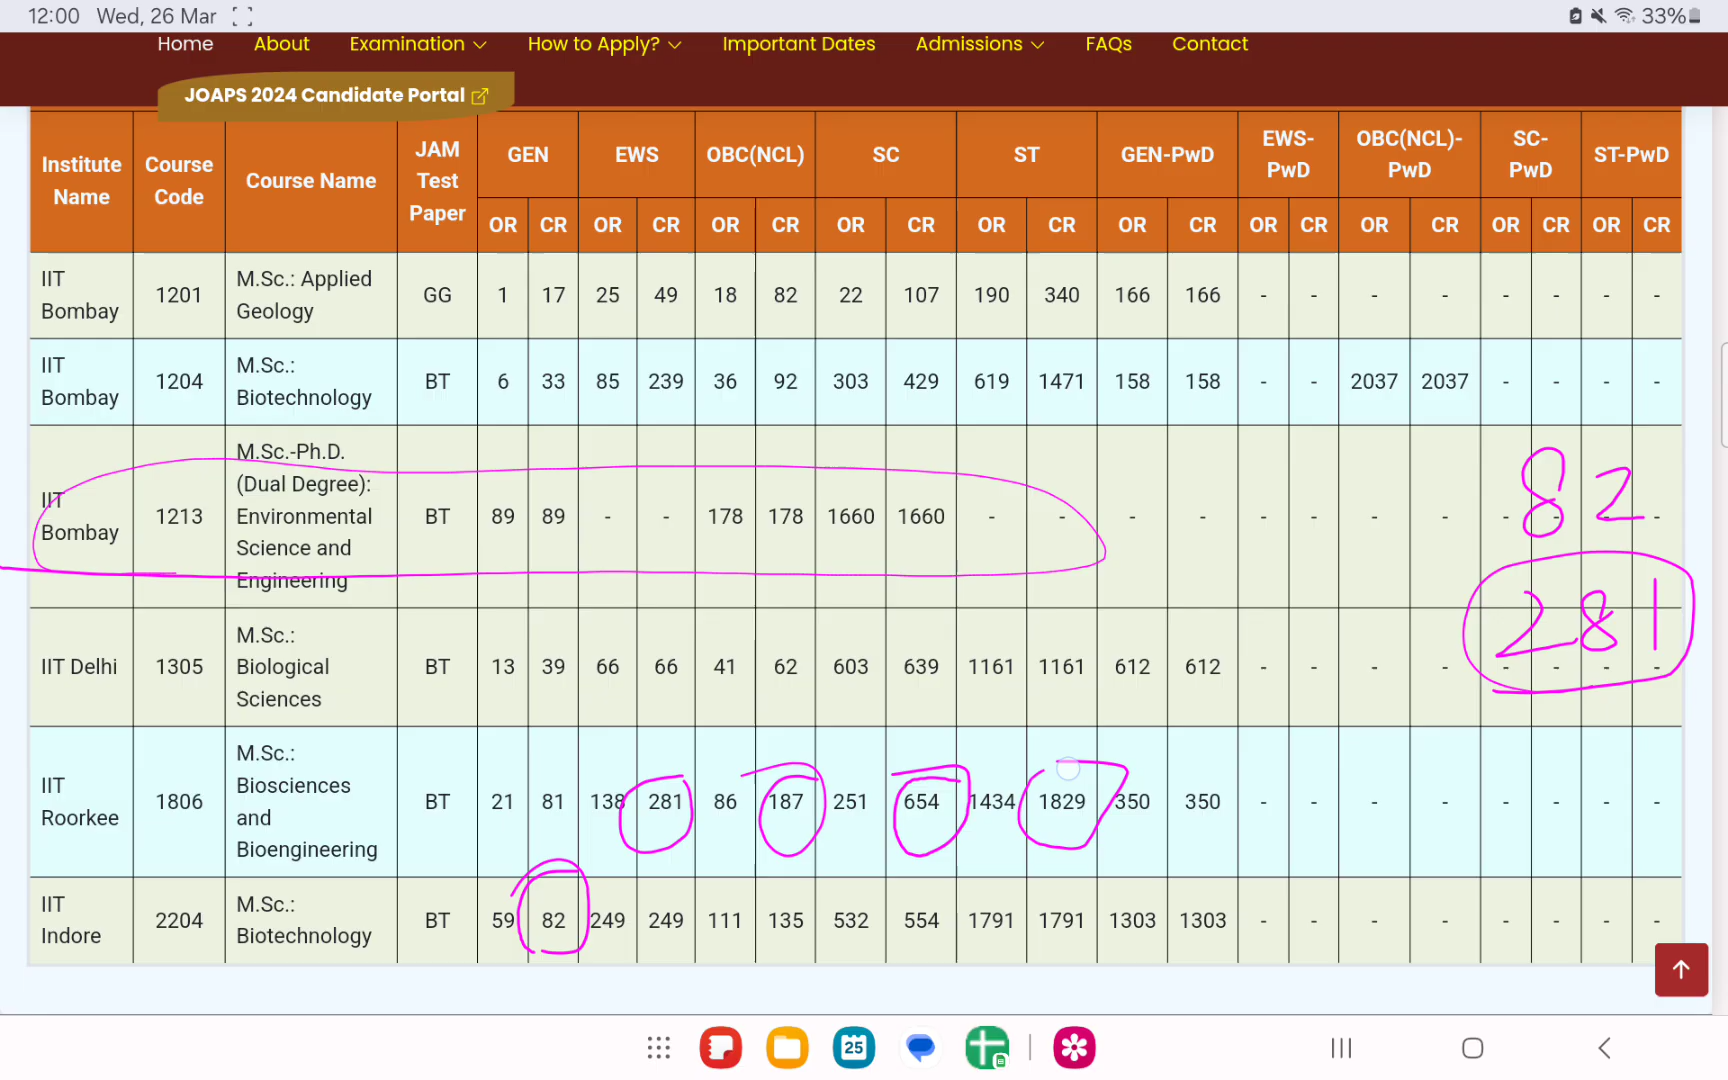 12:00 Wed, 26 Mar 33%
Home About Examination How to Apply? Important Dates Admissions FAQs Contact
JOAPS 2024 Candidate Portal
Institute Name Course Code Course Name JAM Test Paper GEN EWS OBC(NCL) SC ST GEN-PwD EWS-PwD OBC(NCL)-PwD SC-PwD ST-PwD
OR CR OR CR OR CR OR CR OR CR OR CR OR CR OR CR OR CR OR CR
IIT Bombay 1201 M.Sc.: Applied Geology GG 1 17 25 49 18 82 22 107 190 340 166 166 - - - - - - - -
IIT Bombay 1204 M.Sc.: Biotechnology BT 6 33 85 239 36 92 303 429 619 1471 158 158 - - 2037 2037 - - - -
IIT Bombay 1213 M.Sc.-Ph.D. (Dual Degree): Environmental Science and Engineering BT 89 89 - - 178 178 1660 1660 - - - - - - - - - - - -
82
281
IIT Delhi 1305 M.Sc.: Biological Sciences BT 13 39 66 66 41 62 603 639 1161 1161 612 612 - - - - - - - -
IIT Roorkee 1806 M.Sc.: Biosciences and Bioengineering BT 21 81 138 281 86 187 251 654 1434 1829 350 350 - - - - - - - -
IIT Indore 2204 M.Sc.: Biotechnology BT 59 82 249 249 111 135 532 554 1791 1791 1303 1303 - - - - - - - -
25